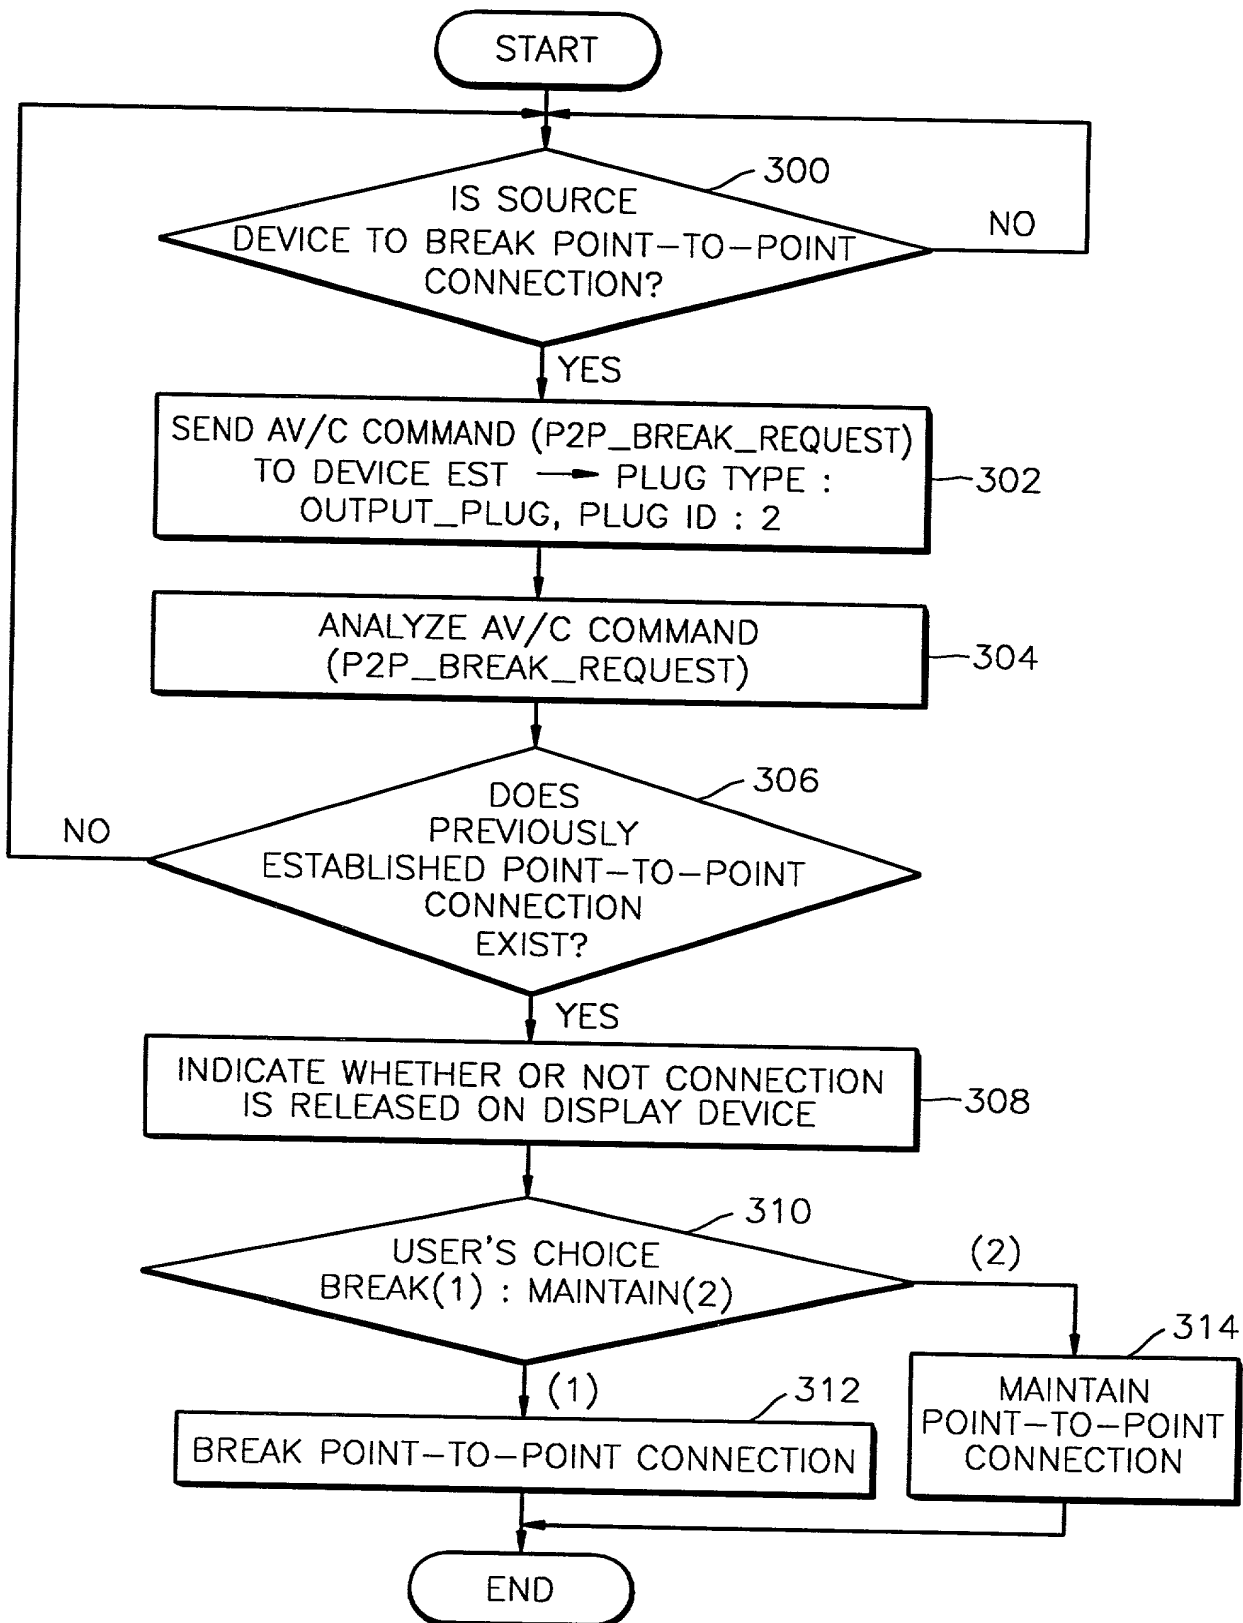 START
300
IS SOURCE
DEVICE TO BREAK POINT-TO-POINT
CONNECTION?
NO
YES
SEND AV/C COMMAND (P2P_BREAK_REQUEST)
TO DEVICE EST → PLUG TYPE :
OUTPUT_PLUG, PLUG ID : 2
302
ANALYZE AV/C COMMAND
(P2P_BREAK_REQUEST)
304
306
DOES
PREVIOUSLY
ESTABLISHED POINT-TO-POINT
CONNECTION
EXIST?
NO
YES
INDICATE WHETHER OR NOT CONNECTION
IS RELEASED ON DISPLAY DEVICE
308
310
USER'S CHOICE
BREAK(1) : MAINTAIN(2)
(2)
(1)
312
BREAK POINT-TO-POINT CONNECTION
314
MAINTAIN
POINT-TO-POINT
CONNECTION
END